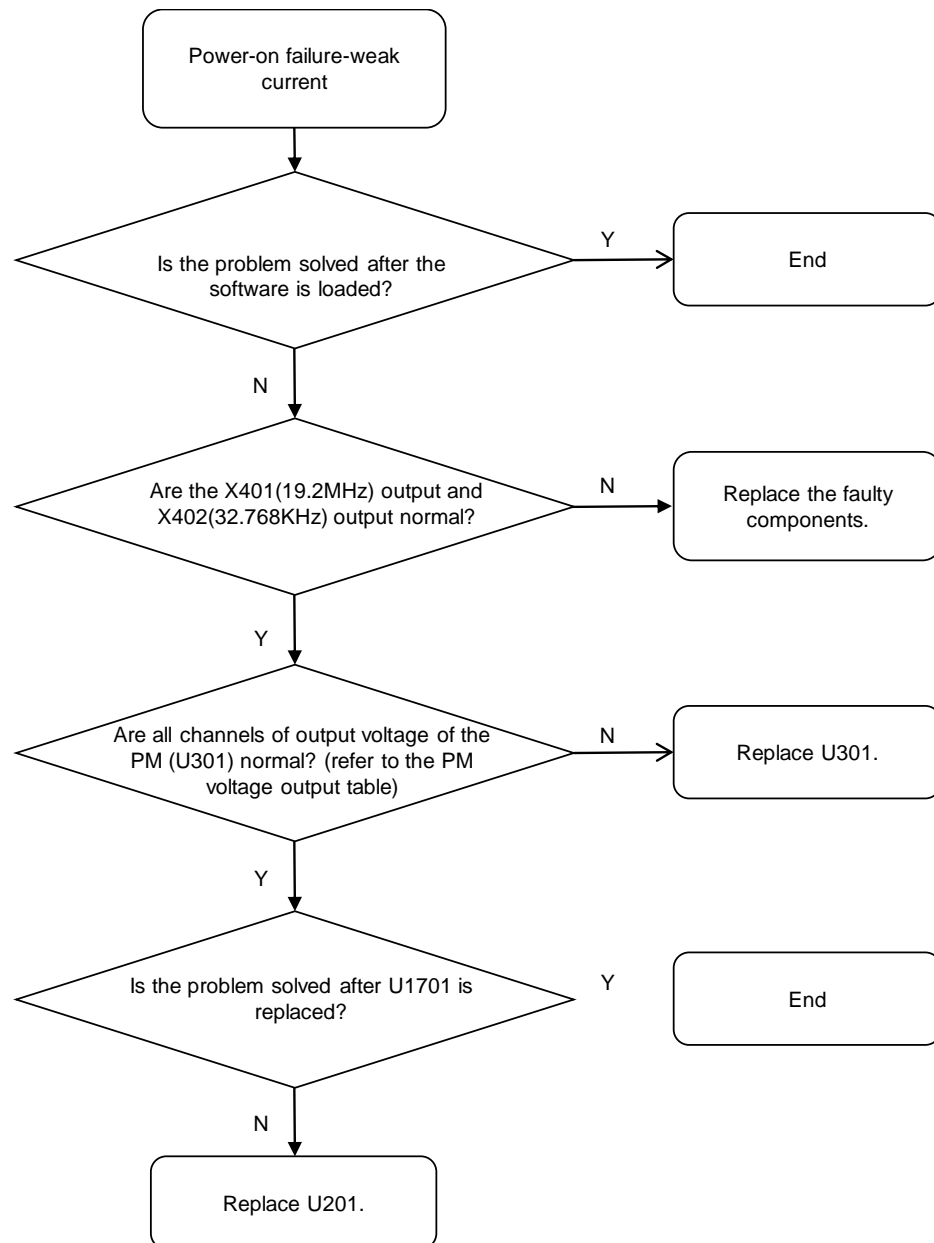 Power-on failure-weak
current
Is the problem solved after the
software is loaded?
Y
End
N
Are the X401(19.2MHz) output and
X402(32.768KHz) output normal?
N
Replace the faulty
components.
Y
Are all channels of output voltage of the
PM (U301) normal? (refer to the PM
voltage output table)
N
Replace U301.
Y
Is the problem solved after U1701 is
replaced?
Y
End
N
Replace U201.